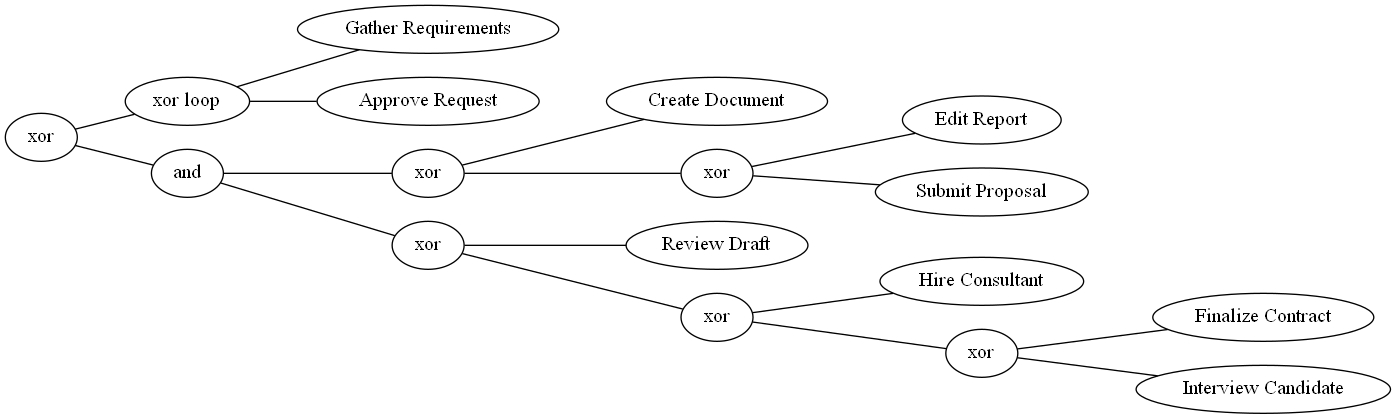 Gather Requirements
xor loop
Approve Request
Create Document
Edit Report
xor
and
xor
xor
Submit Proposal
xor
Review Draft
Hire Consultant
xor
Finalize Contract
xor
Interview Candidate